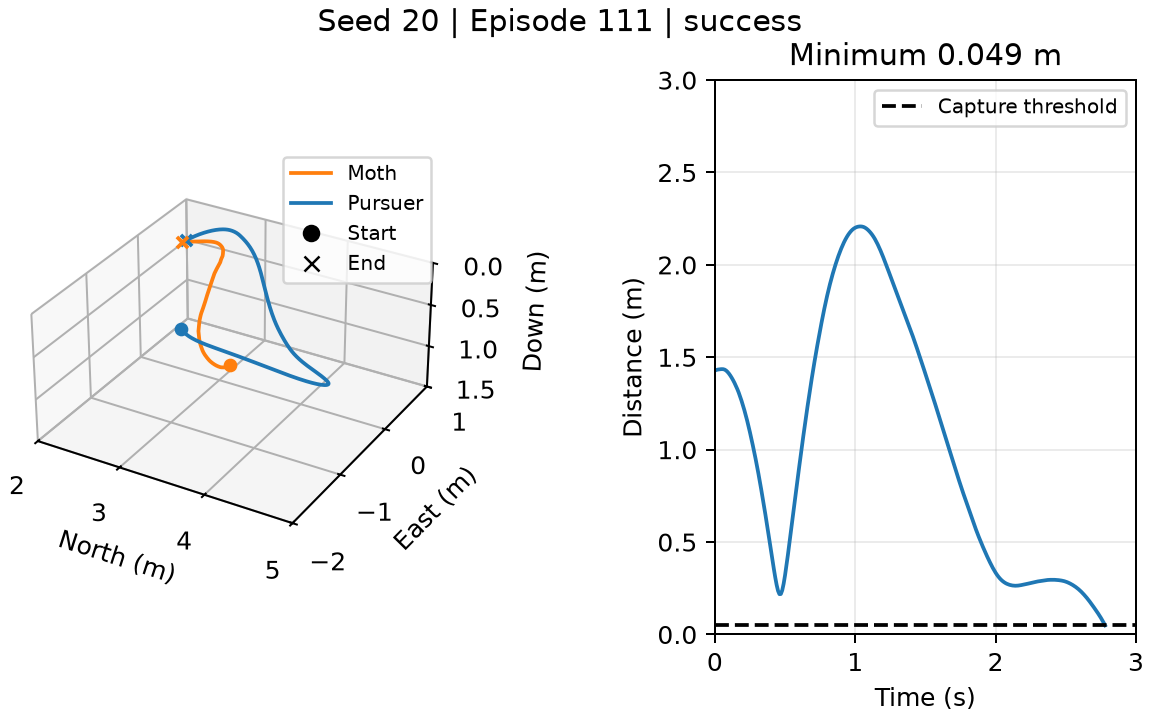 Seed 20 | Episode 111 | success
Moth
Pursuer
Start
End
0.0
0.5
1.0
1.5
Down (m)
1
0
−1
−2
East (m)
2
3
4
5
North (m)
Minimum 0.049 m
Capture threshold
3.0
2.5
2.0
1.5
1.0
0.5
0.0
Distance (m)
0
1
2
3
Time (s)